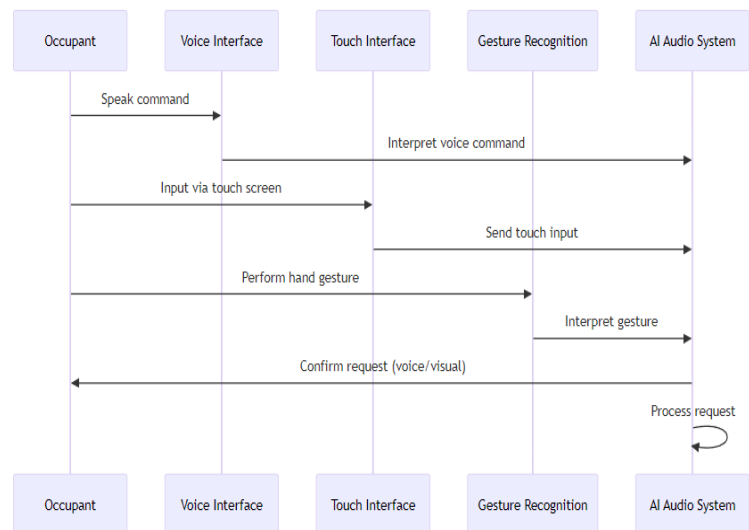 Occupant
Voice Interface
Touch Interface
Gesture Recognition
AI Audio System
Speak command
Interpret voice command
Input via touch screen
Send touch input
Perform hand gesture
Interpret gesture
Confirm request (voice/visual)
Process request
Occupant
Voice Interface
Touch Interface
Gesture Recognition
AI Audio System